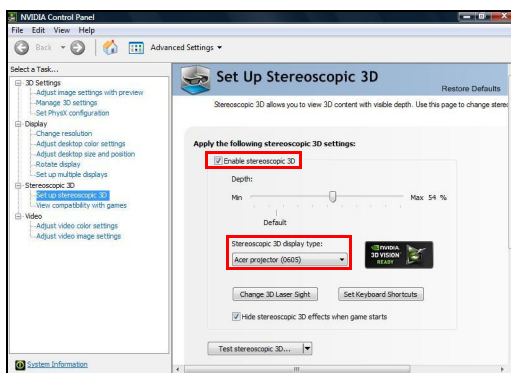 NVIDIA Control Panel
File Edit View Help
Back Advanced Settings
Select a Task...
3D Settings
Adjust image settings with preview
Manage 3D settings
Set PhysX configuration
Display
Change resolution
Adjust desktop color settings
Adjust desktop size and position
Rotate display
Set up multiple displays
Stereoscopic 3D
Set up stereoscopic 3D
View compatibility with games
Video
Adjust video color settings
Adjust video image settings
System Information
Set Up Stereoscopic 3D
Restore Defaults
Stereoscopic 3D allows you to view 3D content with visible depth. Use this page to change stereo
Apply the following stereoscopic 3D settings:
Enable stereoscopic 3D
Depth:
Min Max 54 %
Default
Stereoscopic 3D display type:
Acer projector (0605)
NVIDIA
3D VISION
READY
Change 3D Laser Sight Set Keyboard Shortcuts
Hide stereoscopic 3D effects when game starts
Test stereoscopic 3D...